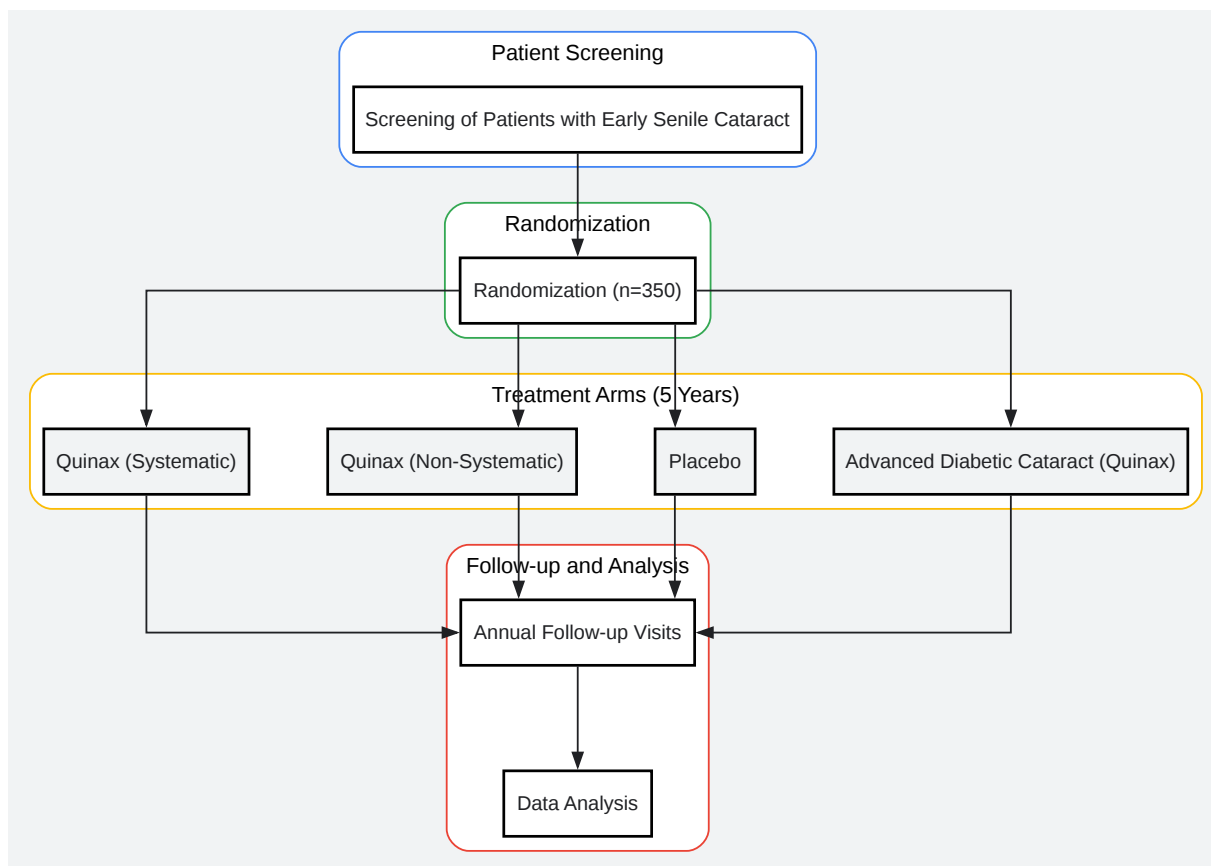 Patient Screening
Screening of Patients with Early Senile Cataract
Randomization
Randomization (n=350)
Treatment Arms (5 Years)
Quinax (Systematic)
Quinax (Non-Systematic)
Placebo
Advanced Diabetic Cataract (Quinax)
Follow-up and Analysis
Annual Follow-up Visits
Data Analysis